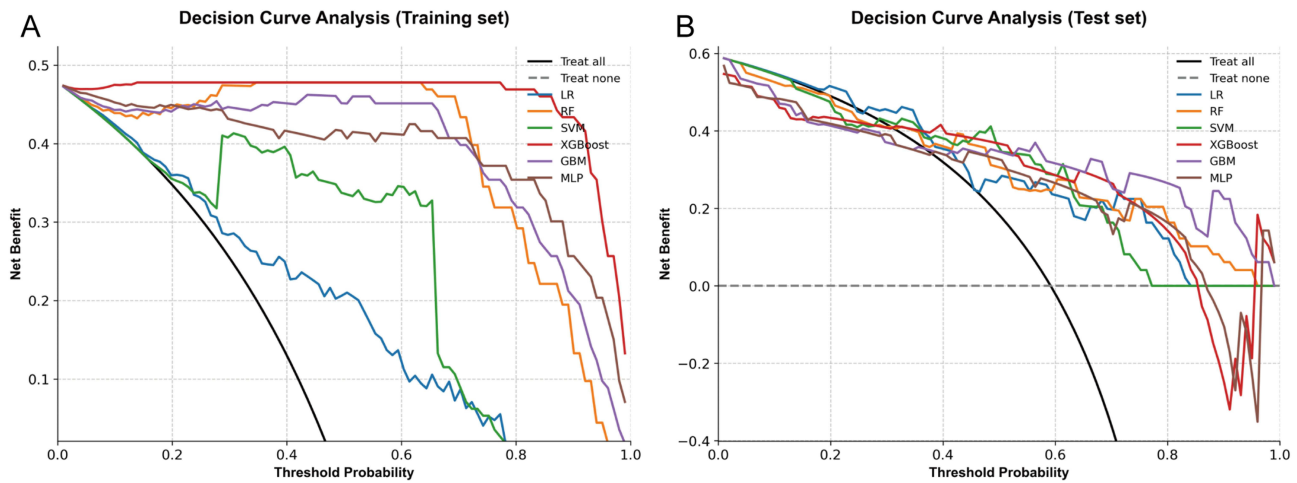 A
Decision Curve Analysis (Training set)
Net Benefit
0.5
0.4
0.3
0.2
0.1
0.0
0.2
0.4
0.6
0.8
1.0
Threshold Probability
Treat all
Treat none
LR
RF
SVM
XGBoost
GBM
MLP
B
Decision Curve Analysis (Test set)
Net Benefit
0.6
0.4
0.2
0.0
−0.2
−0.4
0.0
0.2
0.4
0.6
0.8
1.0
Threshold Probability
Treat all
Treat none
LR
RF
SVM
XGBoost
GBM
MLP